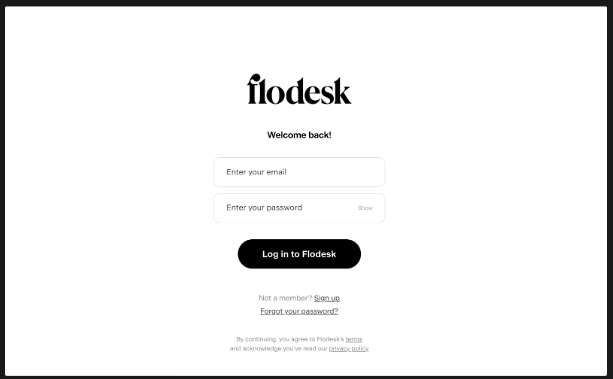 flodesk
Welcome back!
Enter your email
Enter your password Show
Log in to Flodesk
Not a member? Sign up
Forgot your password?
By continuing, you agree to Flodesk's terms
and acknowledge you've read our privacy policy